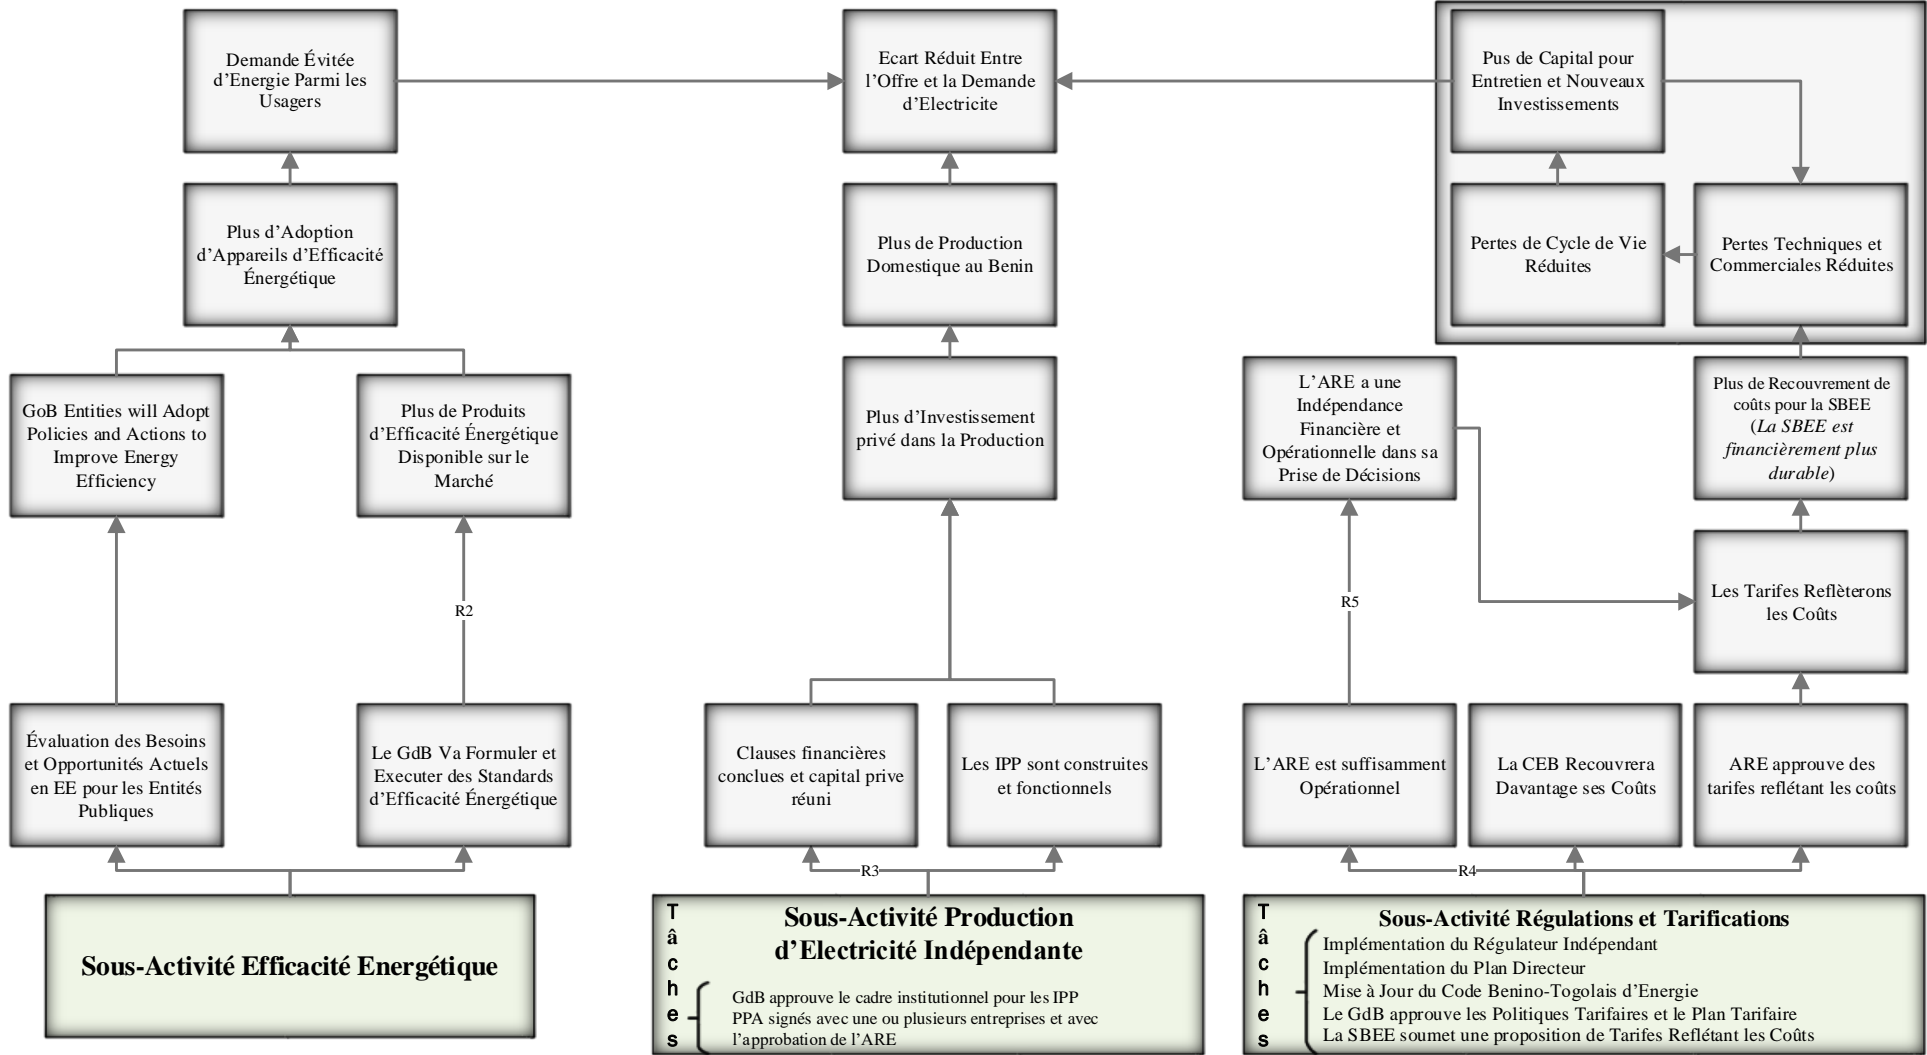 Demande Évitée
d’Energie Parmi les
Usagers
Ecart Réduit Entre
l’Offre et la Demande
d’Electricite
Pus de Capital pour
Entretien et Nouveaux
Investissements
Plus d’Adoption
d’Appareils d’Efficacité
Énergétique
Plus de Production
Domestique au Benin
Pertes de Cycle de Vie
Réduites
Pertes Techniques et
Commerciales Réduites
GoB Entities will Adopt
Policies and Actions to
Improve Energy
Efficiency
Plus de Produits
d’Efficacité Énergétique
Disponible sur le
Marché
Plus d’Investissement
privé dans la Production
L’ARE a une
Indépendance
Financière et
Opérationnelle dans sa
Prise de Décisions
Plus de Recouvrement de
coûts pour la SBEE
(La SBEE est
financièrement plus
durable)
R2
R5
Les Tarifes Reflèterons
les Coûts
Évaluation des Besoins
et Opportunités Actuels
en EE pour les Entités
Publiques
Le GdB Va Formuler et
Executer des Standards
d’Efficacité Énergétique
Clauses financières
conclues et capital prive
réuni
Les IPP sont construites
et fonctionnels
L’ARE est suffisamment
Opérationnel
La CEB Recouvrera
Davantage ses Coûts
ARE approuve des
tarifes reflétant les coûts
R3
R4
Sous-Activité Efficacité Energétique
Tâches
Sous-Activité Production
d’Electricité Indépendante
GdB approuve le cadre institutionnel pour les IPP
PPA signés avec une ou plusieurs entreprises et avec
l’approbation de l’ARE
Tâches
Sous-Activité Régulations et Tarifications
Implémentation du Régulateur Indépendant
Implémentation du Plan Directeur
Mise à Jour du Code Benino-Togolais d’Energie
Le GdB approuve les Politiques Tarifaires et le Plan Tarifaire
La SBEE soumet une proposition de Tarifes Reflétant les Coûts